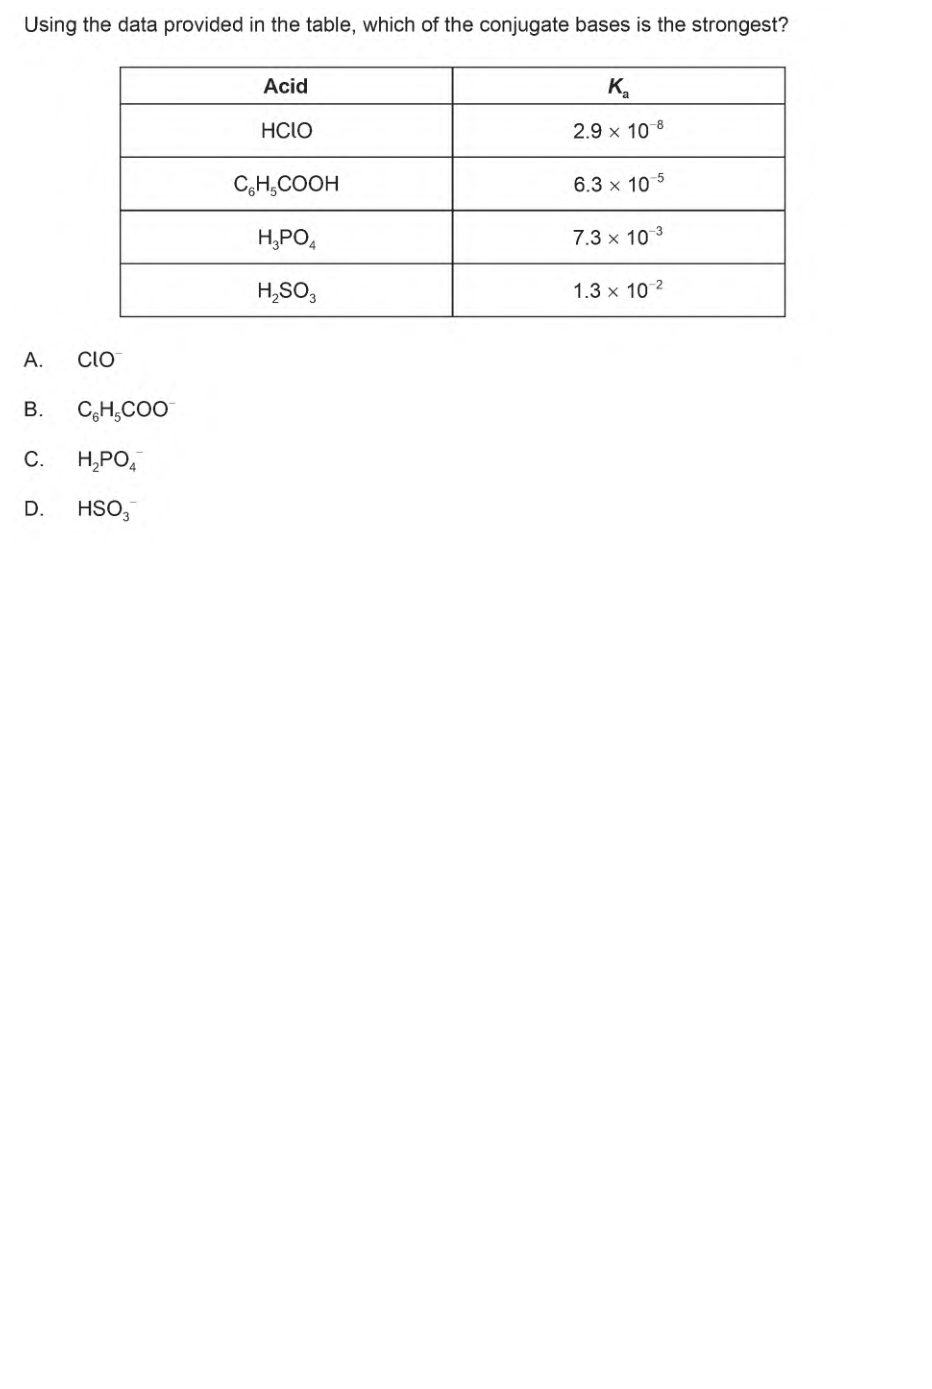 Using the data provided in the table, which of the conjugate bases is the strongest?
Acid Kₐ
HClO 2.9 × 10⁻⁸
C₆H₅COOH 6.3 × 10⁻⁵
H₃PO₄ 7.3 × 10⁻³
H₂SO₃ 1.3 × 10⁻²
A. ClO⁻
B. C₆H₅COO⁻
C. H₂PO₄⁻
D. HSO₃⁻